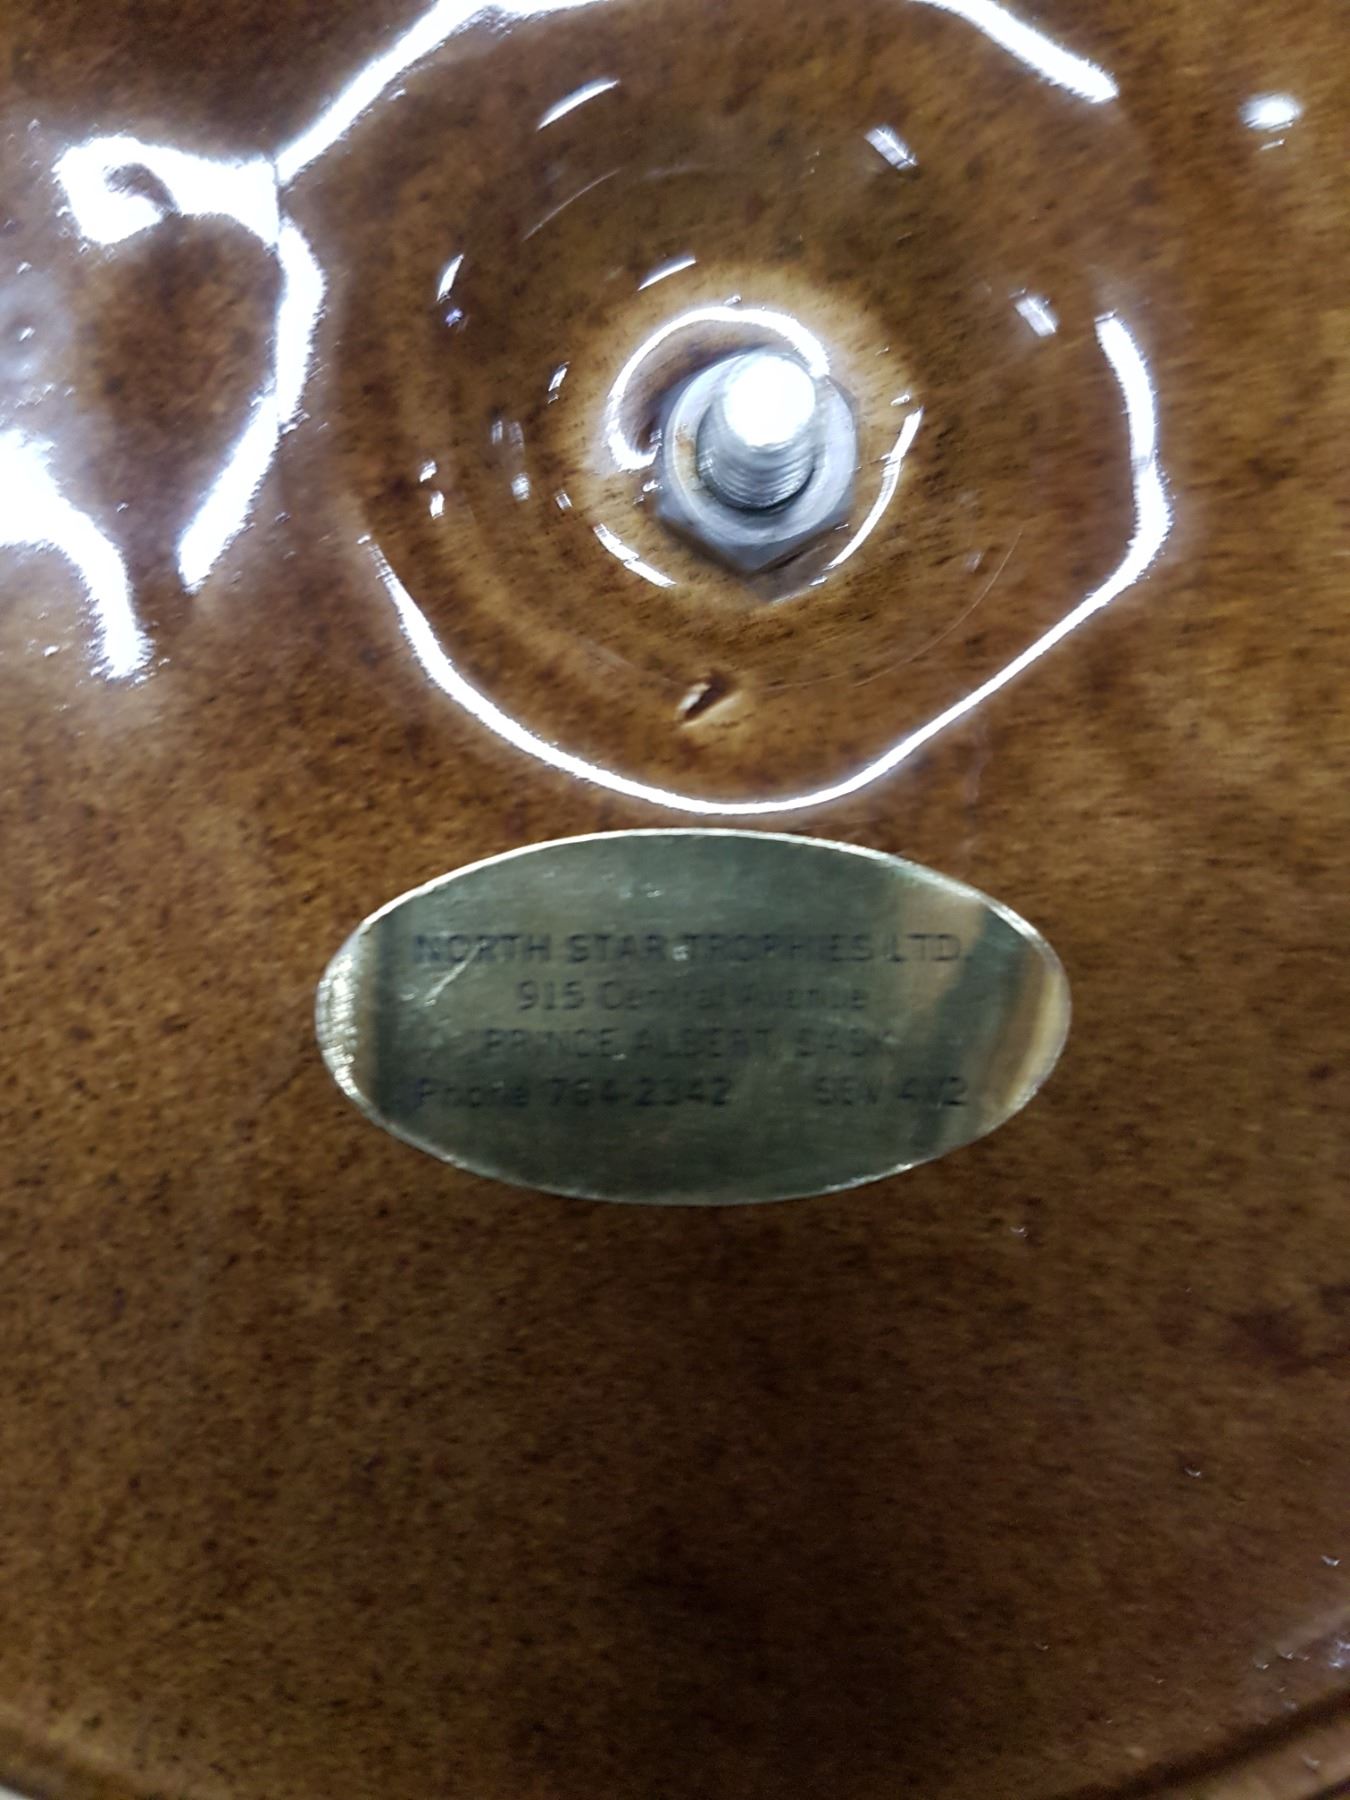 NORTH STAR TROPHIES LTD.
915 Central Avenue
PRINCE ALBERT, SASK.
Phone 764-2342 S6V 4V2